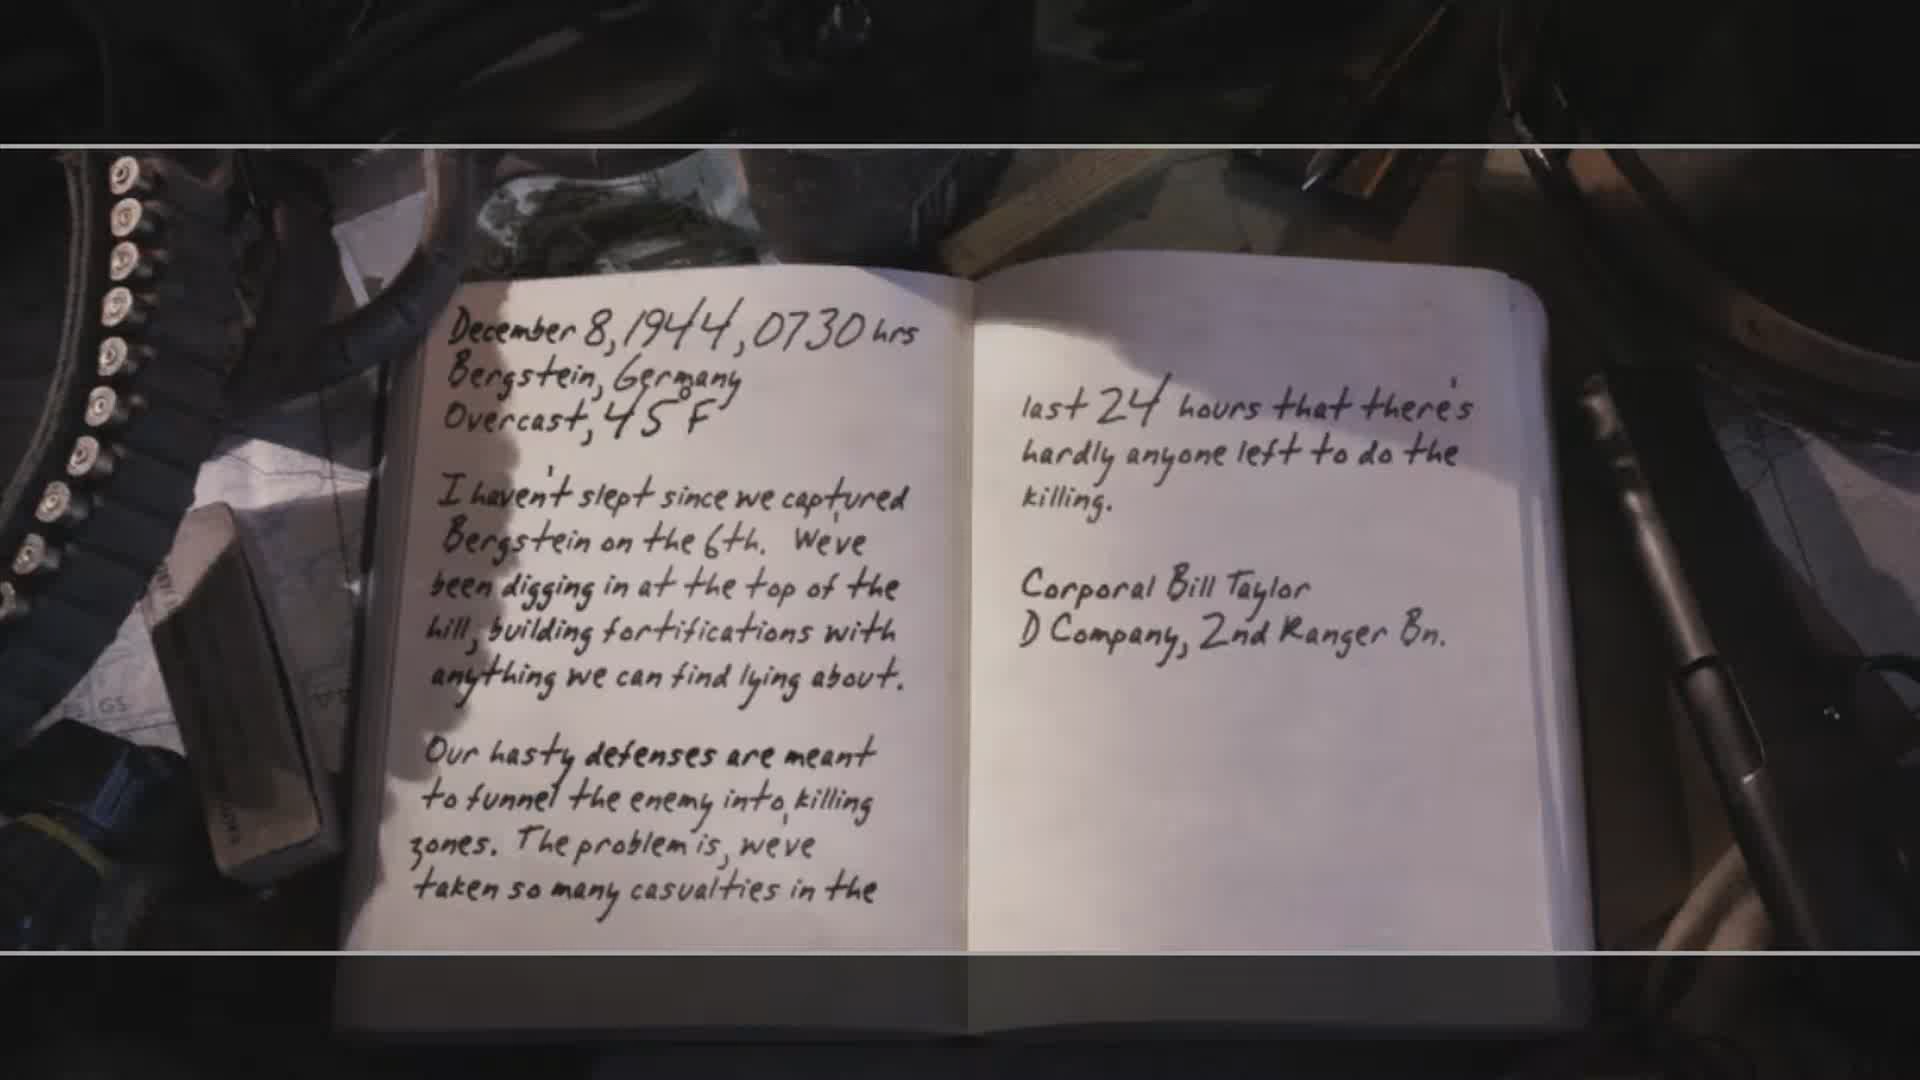 December 8, 1944, 0730 hrs
Bergstein, Germany
Overcast, 45°F
I haven't slept since we captured
Bergstein on the 6th. We've
been digging in at the top of the
hill, building fortifications with
anything we can find lying about.
Our hasty defenses are meant
to funnel the enemy into killing
zones. The problem is, we've
taken so many casualties in the
last 24 hours that there's
hardly anyone left to do the
killing.
Corporal Bill Taylor
D Company, 2nd Ranger Bn.
GS